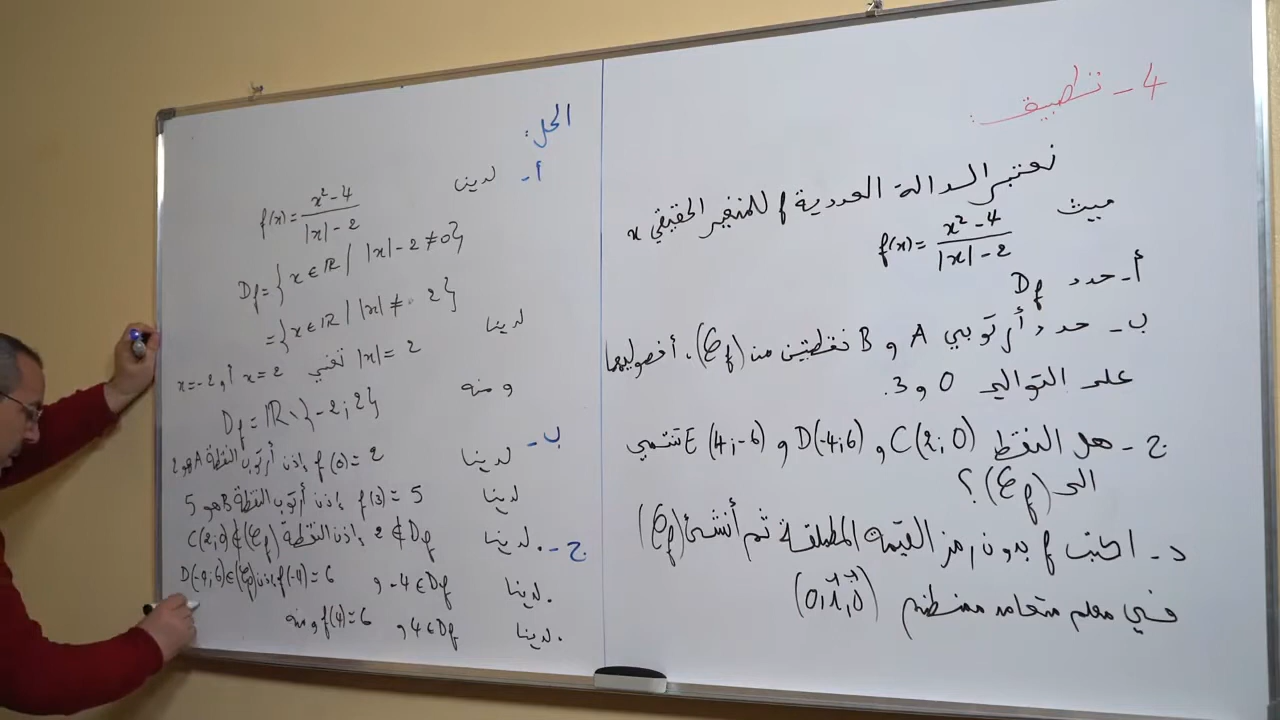 4 - تطبيق:
نعتبر الدالة العددية f للمتغير الحقيقي x
حيث
f(x) = (x² - 4) / (|x| - 2)
أ- حدد Df
ب- حدد أرتوبي A و B نقطتين من (𝒞f)، أفصوليهما
على التوالي 0 و 3.
ج- هل النقط C(2;0) و D(-4;6) و E(4;-6) تنتمي
الى (𝒞f)؟
د- اكتب f بدون رمز القيمة المطلقة ثم أنشئ (𝒞f)
في معلم متعامد ممنظم
الحل:
أ- لدينا
f(x) = (x² - 4) / (|x| - 2)
Df = {x ∈ ℝ / |x| - 2 ≠ 0}
= {x ∈ ℝ / |x| ≠ 2}
لدينا |x| = 2 تعني x = 2 أو x = -2
ومنه Df = ℝ \ {-2;2}
ب- لدينا f(0) = 2 إذن أرتوب النقطة A هو 2
لدينا f(3) = 5 إذن أرتوب النقطة B هو 5
ج- . لدينا 2 ∉ Df إذن النقطة C(2;0) ∉ (𝒞f)
. لدينا -4 ∈ Df و f(-4) = 6 إذن D(-4;6) ∈ (𝒞f)
. لدينا 4 ∈ Df و f(4) = 6 ومنه